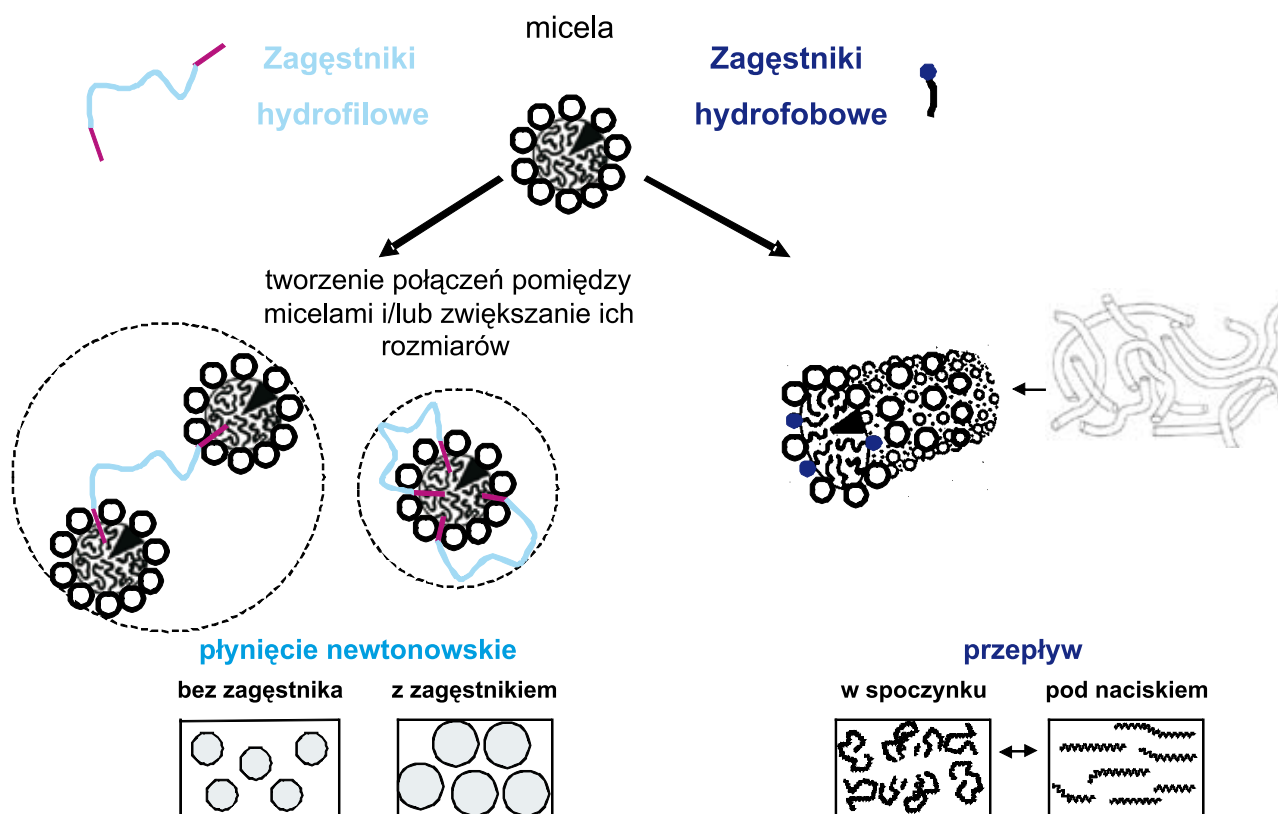 micela
Zagęstniki
hydrofilowe
Zagęstniki
hydrofobowe
tworzenie połączeń pomiędzy
micelami i/lub zwiększanie ich
rozmiarów
płynięcie newtonowskie
bez zagęstnika
z zagęstnikiem
przepływ
w spoczynku
pod naciskiem